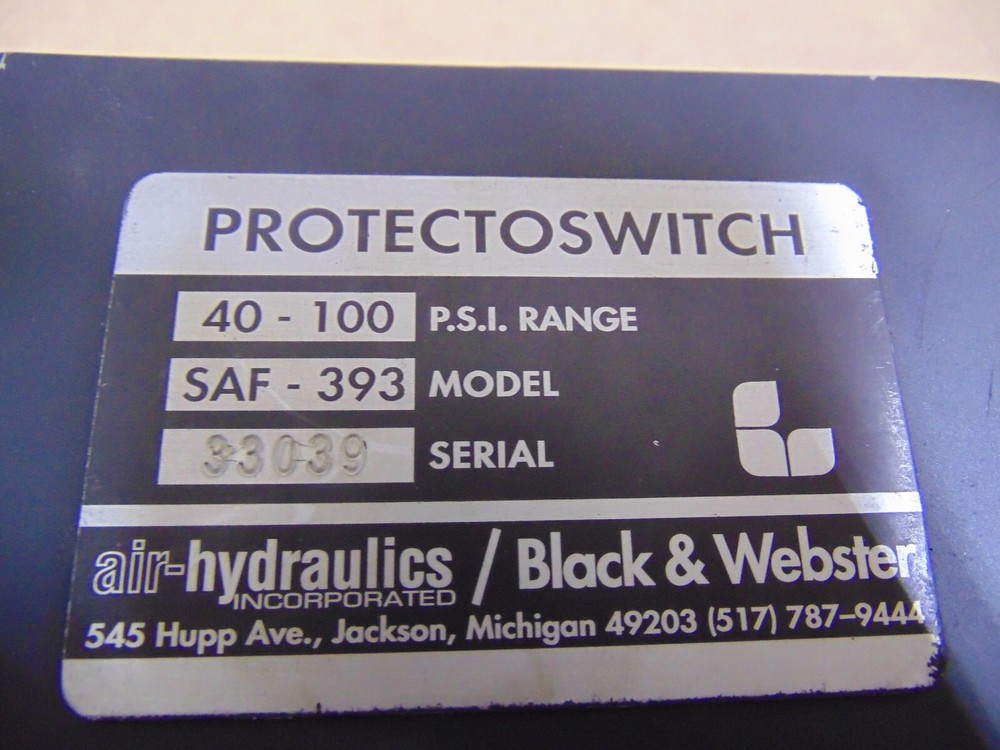 PROTECTOSWITCH
40 - 100 P.S.I. RANGE
SAF - 393 MODEL
33039 SERIAL
air-hydraulics / Black & Webster
INCORPORATED
545 Hupp Ave., Jackson, Michigan 49203 (517) 787-9444